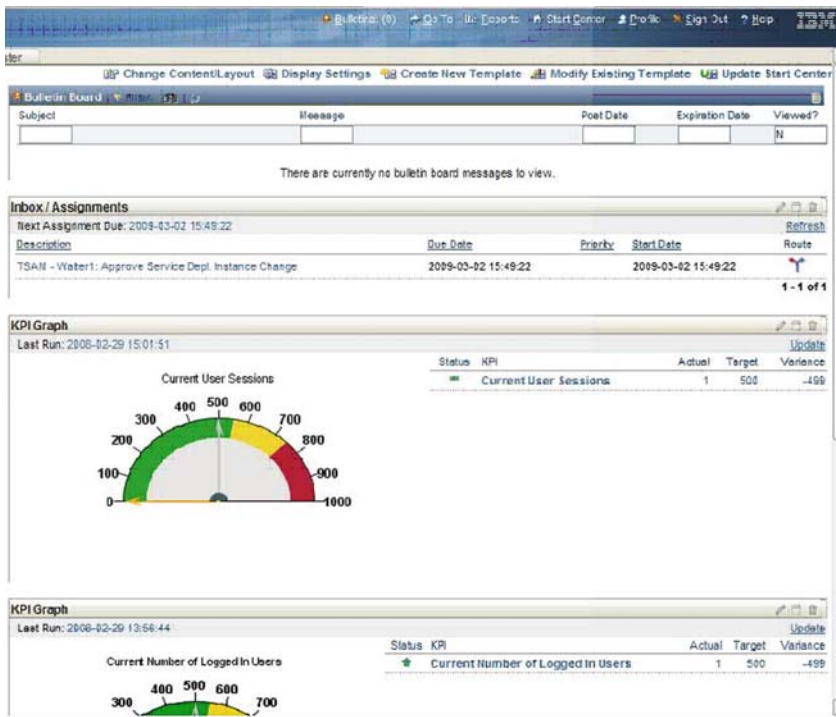 Bulletins: (0) Go To Reports Start Center Profile Sign Out ? Help IBM
ter
Change Content/Layout Display Settings Create New Template Modify Existing Template Update Start Center
Bulletin Board Filter
Subject Message Post Date Expiration Date Viewed?
N
There are currently no bulletin board messages to view.
Inbox / Assignments
Next Assignment Due: 2009-03-02 15:49:22 Refresh
Description Due Date Priority Start Date Route
TSAM - Water1: Approve Service Depl. Instance Change 2009-03-02 15:49:22 2009-03-02 15:49:22
1 - 1 of 1
KPI Graph
Last Run: 2008-02-29 15:01:51 Update
Status KPI Actual Target Variance
Current User Sessions 1 500 -499
Current User Sessions
0 100 200 300 400 500 600 700 800 900 1000
KPI Graph
Last Run: 2008-02-29 13:56:44 Update
Status KPI Actual Target Variance
Current Number of Logged In Users 1 500 -499
Current Number of Logged In Users
300 400 500 600 700